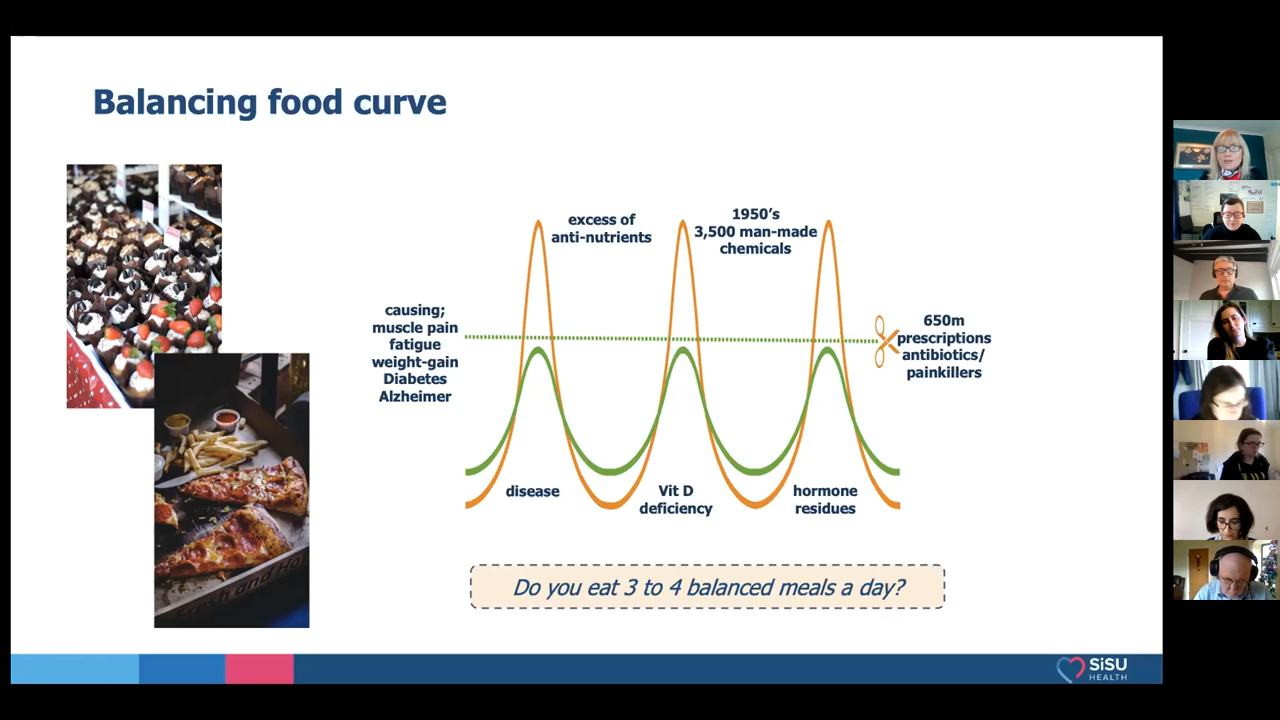 Balancing food curve
excess of
anti-nutrients
1950's
3,500 man-made
chemicals
causing;
muscle pain
fatigue
weight-gain
Diabetes
Alzheimer
650m
prescriptions
antibiotics/
painkillers
disease
Vit D
deficiency
hormone
residues
Do you eat 3 to 4 balanced meals a day?
SiSU
HEALTH